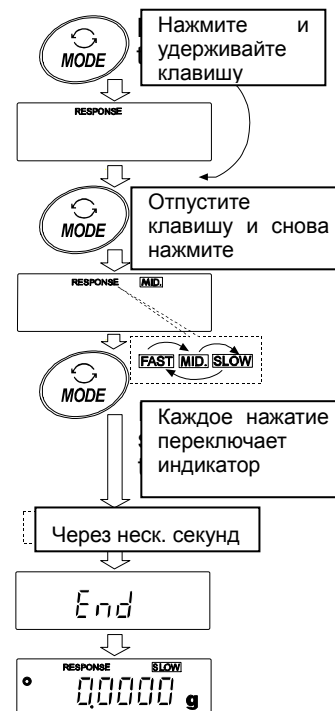 Нажмите и
удерживайте
клавишу
MODE
RESPONSE
MODE
Отпустите
клавишу и снова
нажмите
RESPONSE MID.
FAST MID. SLOW
MODE
Каждое нажатие
переключает
индикатор
Через неск. секунд
End
RESPONSE SLOW
0.0000 g